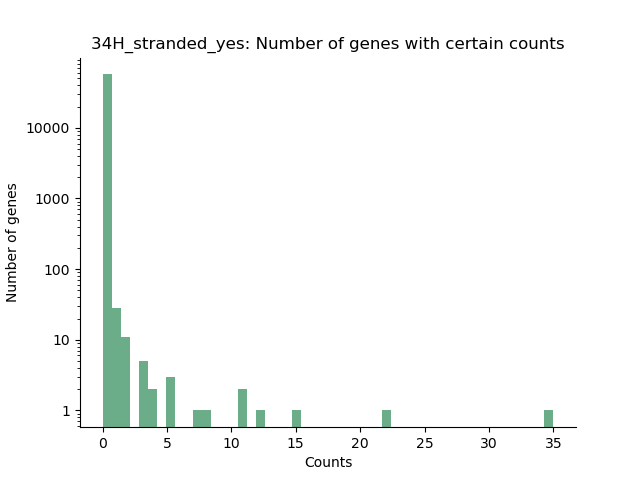 34H_stranded_yes: Number of genes with certain counts
Number of genes
10000
1000
100
10
1
0 5 10 15 20 25 30 35
Counts